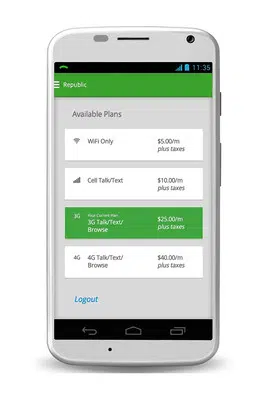 11:35
Republic
Available Plans
WiFi Only $5.00/m
plus taxes
Cell Talk/Text $10.00/m
plus taxes
3G Your Current Plan $25.00/m
3G Talk/Text/ plus taxes
Browse
4G 4G Talk/Text/ $40.00/m
Browse plus taxes
Logout